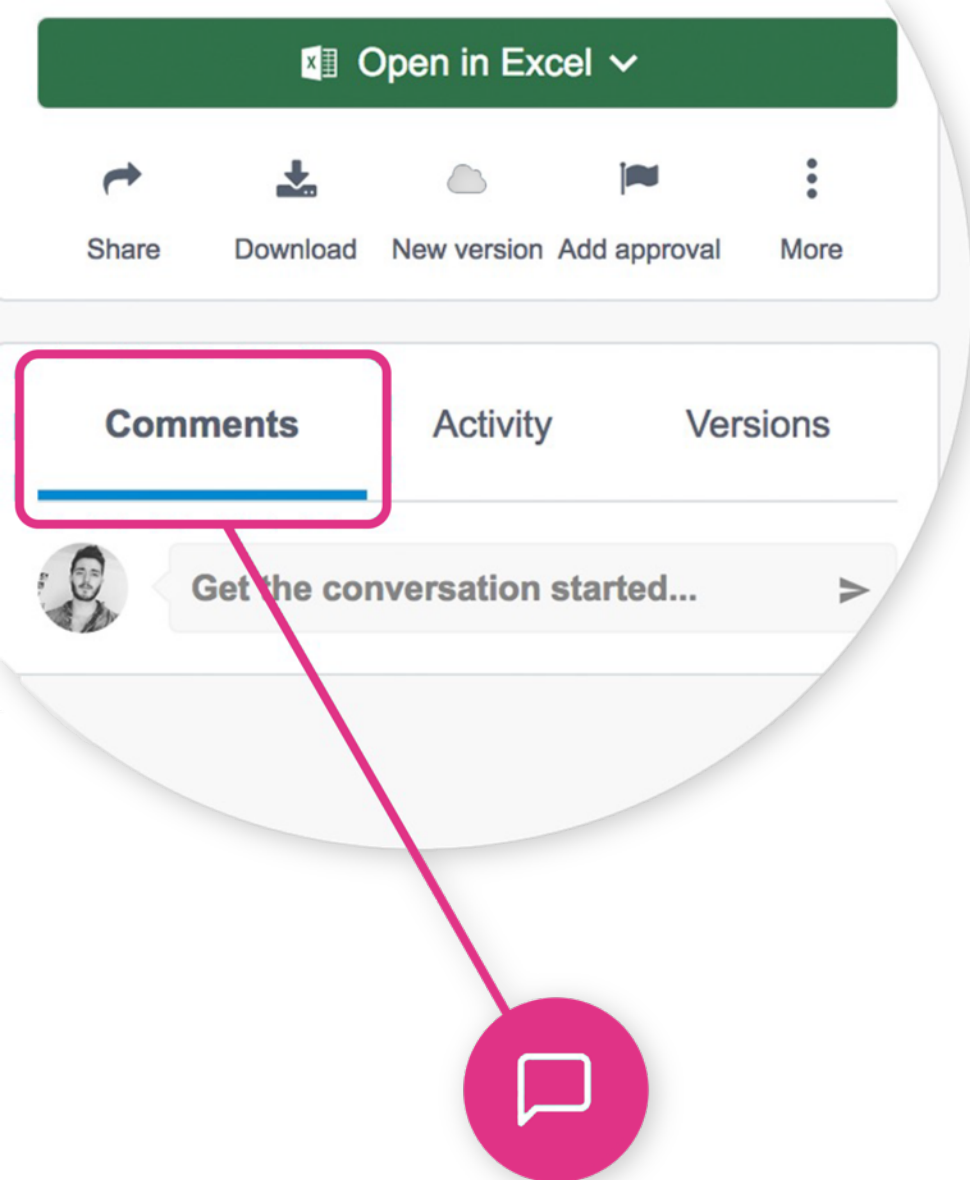 Open in Excel
Share Download New version Add approval More
Comments Activity Versions
Get the conversation started...